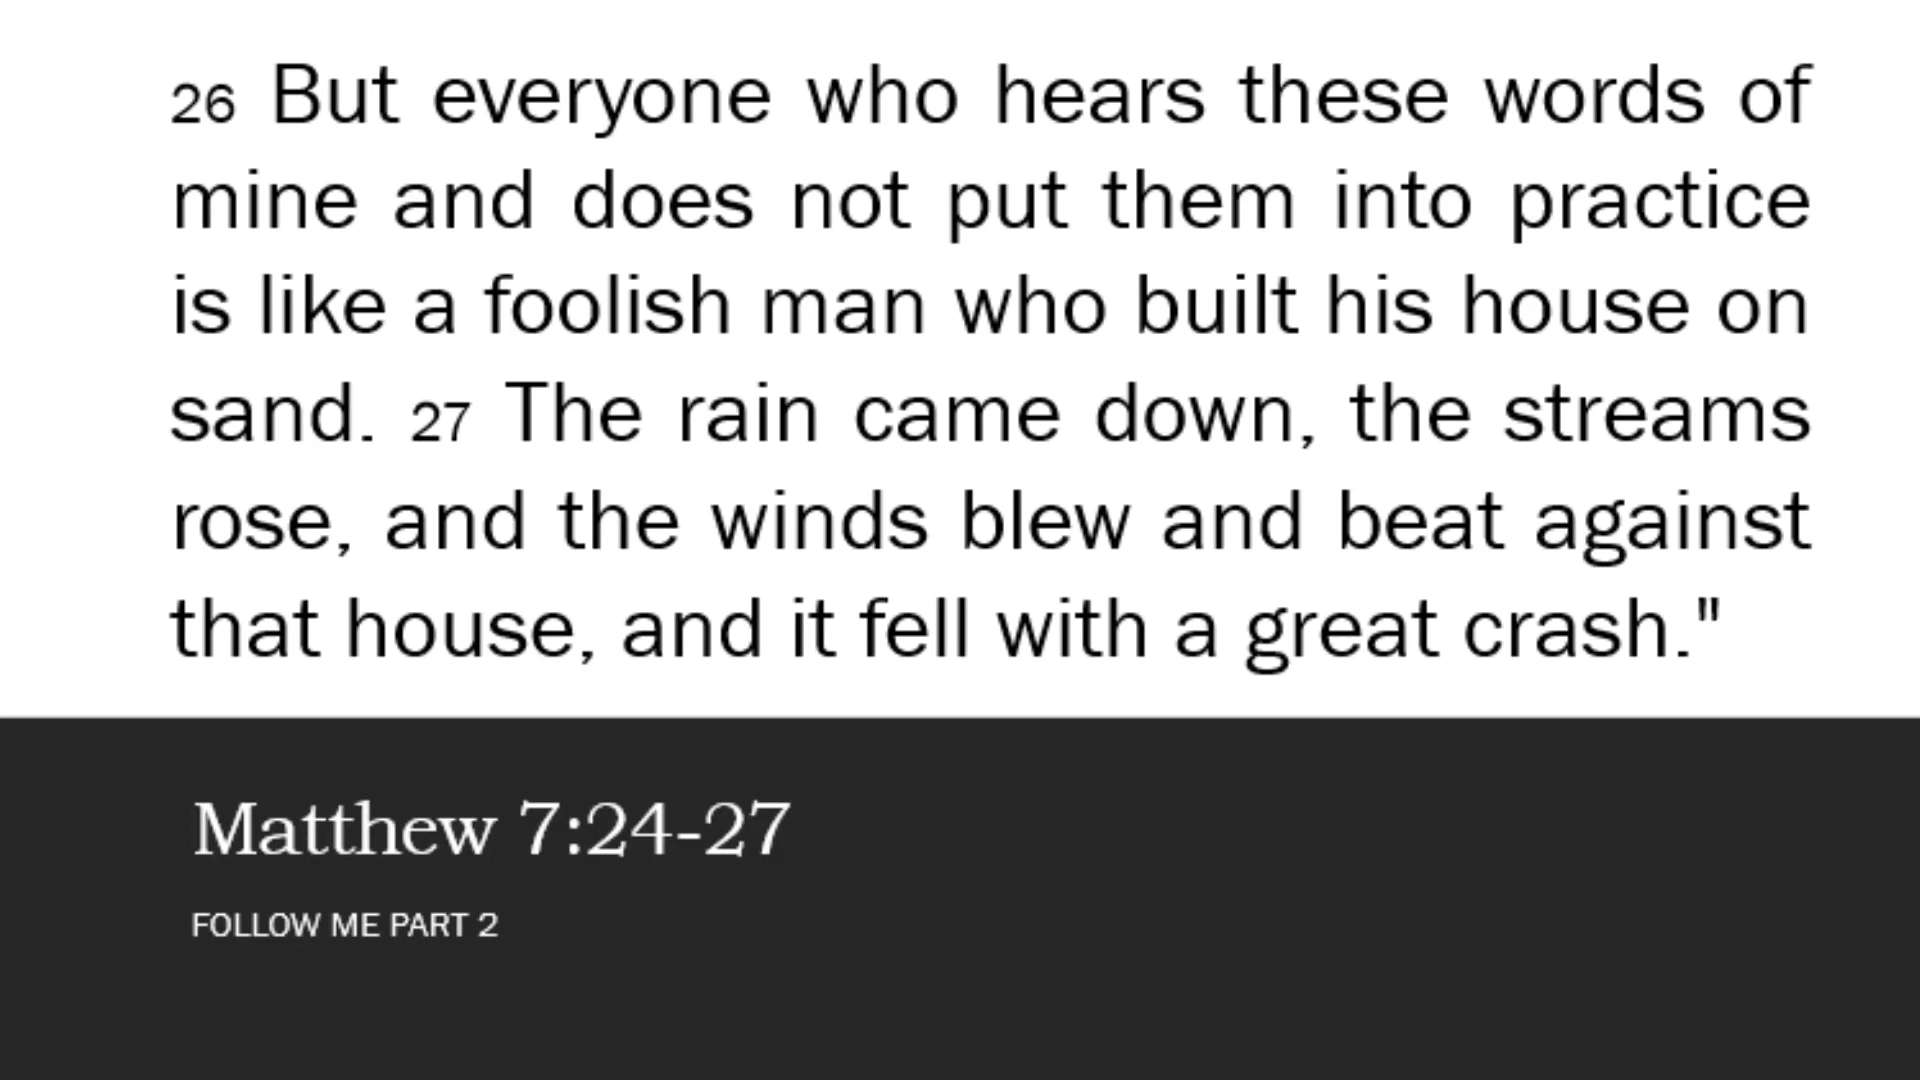 26 But everyone who hears these words of
mine and does not put them into practice
is like a foolish man who built his house on
sand. 27 The rain came down, the streams
rose, and the winds blew and beat against
that house, and it fell with a great crash."
Matthew 7:24-27
FOLLOW ME PART 2